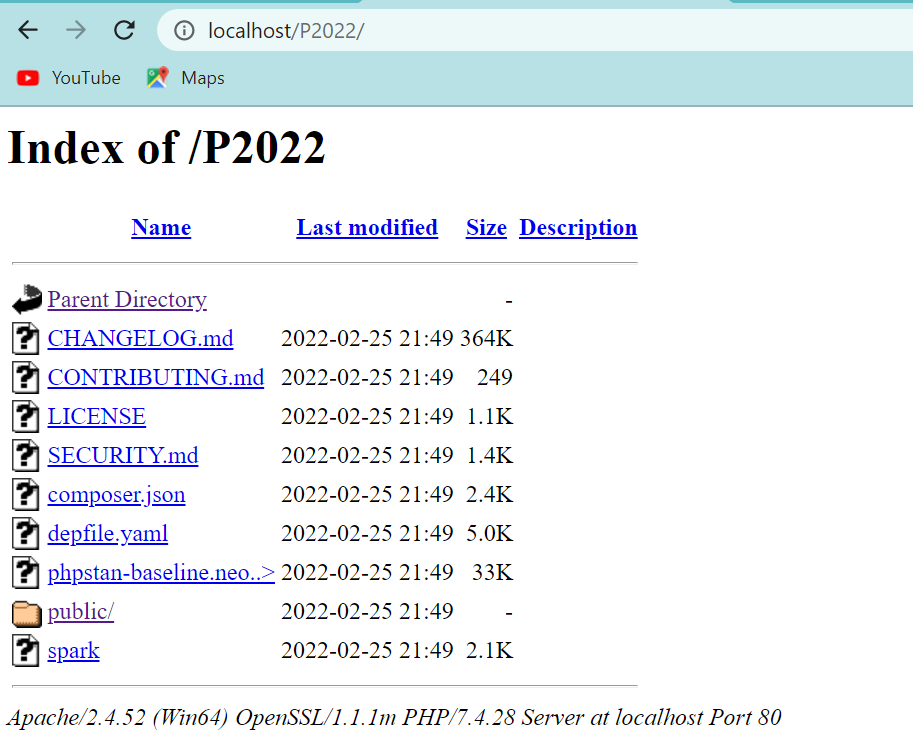 localhost/P2022/
YouTube Maps
Index of /P2022
Name Last modified Size Description
Parent Directory -
CHANGELOG.md 2022-02-25 21:49 364K
CONTRIBUTING.md 2022-02-25 21:49 249
LICENSE 2022-02-25 21:49 1.1K
SECURITY.md 2022-02-25 21:49 1.4K
composer.json 2022-02-25 21:49 2.4K
depfile.yaml 2022-02-25 21:49 5.0K
phpstan-baseline.neo..> 2022-02-25 21:49 33K
public/ 2022-02-25 21:49 -
spark 2022-02-25 21:49 2.1K
Apache/2.4.52 (Win64) OpenSSL/1.1.1m PHP/7.4.28 Server at localhost Port 80